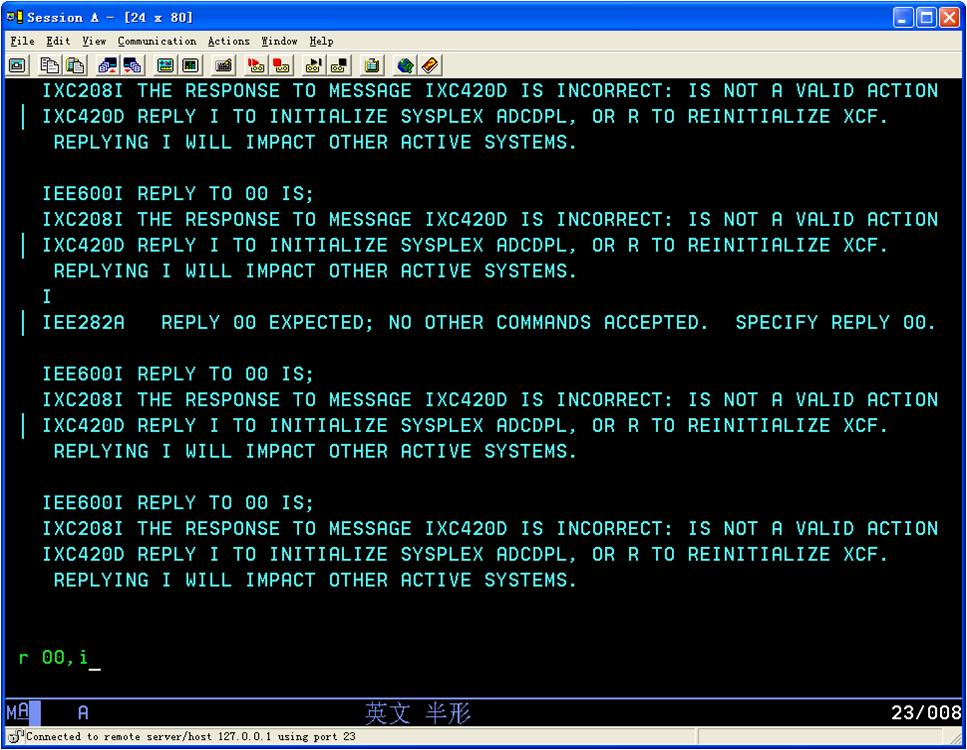 Session A - [24 x 80]
File Edit View Communication Actions Window Help
IXC208I THE RESPONSE TO MESSAGE IXC420D IS INCORRECT: IS NOT A VALID ACTION
| IXC420D REPLY I TO INITIALIZE SYSPLEX ADCDPL, OR R TO REINITIALIZE XCF.
REPLYING I WILL IMPACT OTHER ACTIVE SYSTEMS.
IEE600I REPLY TO 00 IS;
IXC208I THE RESPONSE TO MESSAGE IXC420D IS INCORRECT: IS NOT A VALID ACTION
| IXC420D REPLY I TO INITIALIZE SYSPLEX ADCDPL, OR R TO REINITIALIZE XCF.
REPLYING I WILL IMPACT OTHER ACTIVE SYSTEMS.
I
| IEE282A REPLY 00 EXPECTED; NO OTHER COMMANDS ACCEPTED. SPECIFY REPLY 00.
IEE600I REPLY TO 00 IS;
IXC208I THE RESPONSE TO MESSAGE IXC420D IS INCORRECT: IS NOT A VALID ACTION
| IXC420D REPLY I TO INITIALIZE SYSPLEX ADCDPL, OR R TO REINITIALIZE XCF.
REPLYING I WILL IMPACT OTHER ACTIVE SYSTEMS.
IEE600I REPLY TO 00 IS;
IXC208I THE RESPONSE TO MESSAGE IXC420D IS INCORRECT: IS NOT A VALID ACTION
IXC420D REPLY I TO INITIALIZE SYSPLEX ADCDPL, OR R TO REINITIALIZE XCF.
REPLYING I WILL IMPACT OTHER ACTIVE SYSTEMS.
r 00,i_
MA A 英文 半形 23/008
Connected to remote server/host 127.0.0.1 using port 23